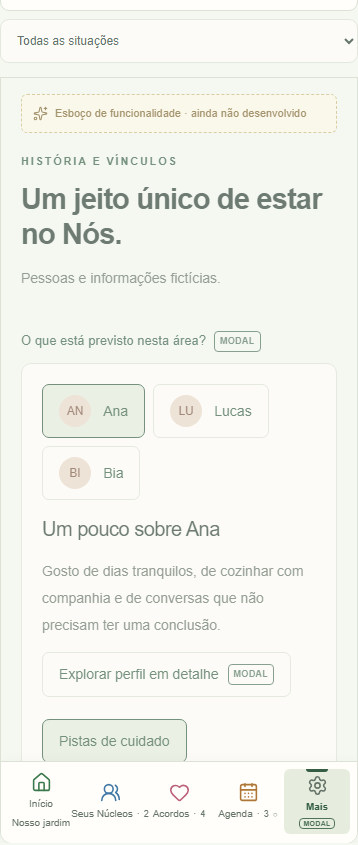 Todas as situações
Esboço de funcionalidade · ainda não desenvolvido
HISTÓRIA E VÍNCULOS
Um jeito único de estar
no Nós.
Pessoas e informações fictícias.
O que está previsto nesta área? MODAL
AN Ana
LU Lucas
BI Bia
Um pouco sobre Ana
Gosto de dias tranquilos, de cozinhar com
companhia e de conversas que não
precisam ter uma conclusão.
Explorar perfil em detalhe MODAL
Pistas de cuidado
Início
Nosso jardim
Seus Núcleos · 2
Acordos · 4
Agenda · 3
Mais
MODAL